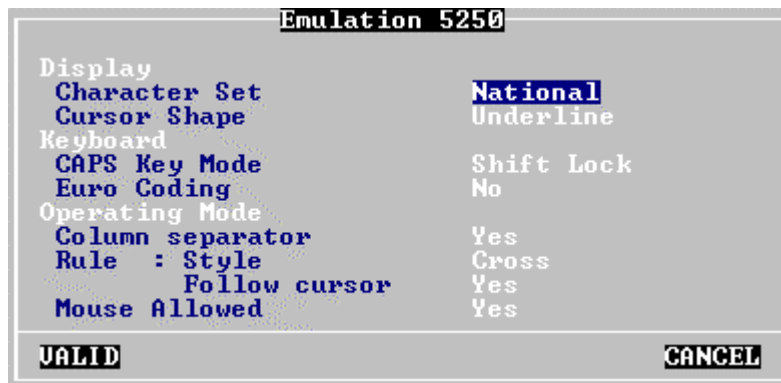 Emulation 5250
Display
Character Set National
Cursor Shape Underline
Keyboard
CAPS Key Mode Shift Lock
Euro Coding No
Operating Mode
Column separator Yes
Rule : Style Cross
Follow cursor Yes
Mouse Allowed Yes
VALID CANCEL